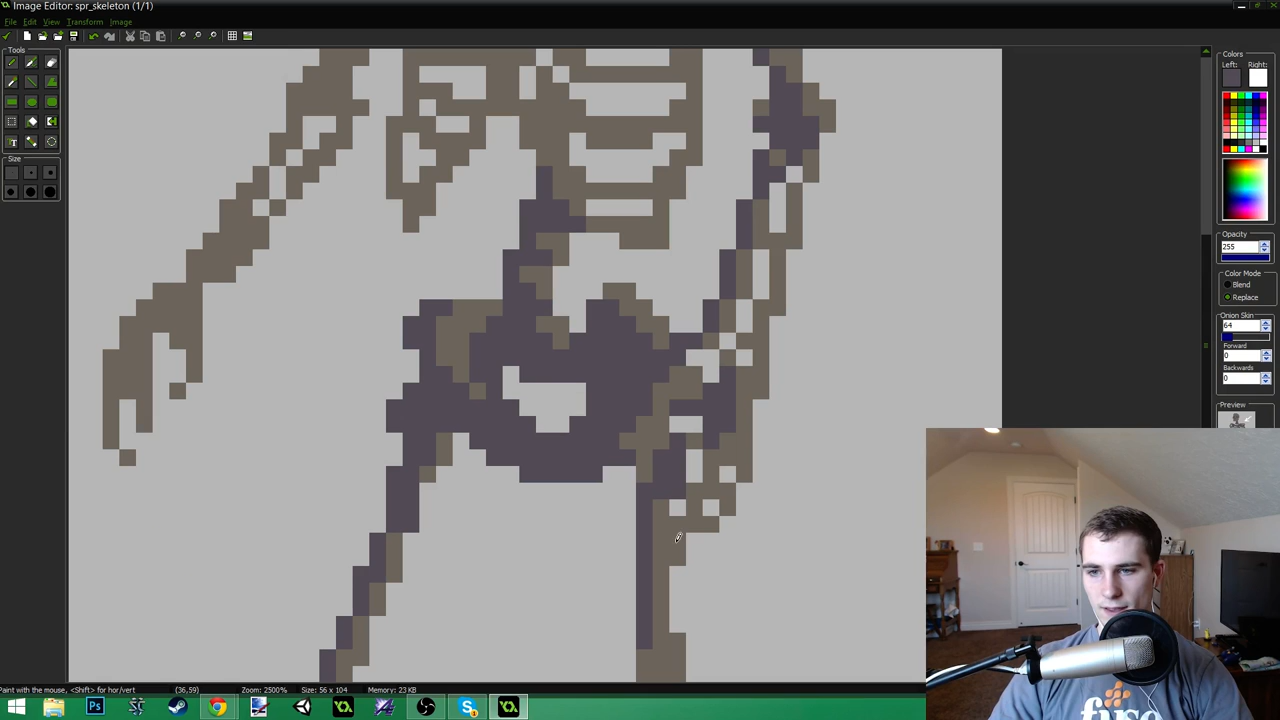 Image Editor: spr_skeleton (1/1)
File Edit View Transform Image
Tools
Size
Colors
Left: Right:
Opacity
255
Color Mode
Blend
Replace
Onion Skin
64
Forward
0
Backwards
0
Preview
Paint with the mouse, <Shift> for hor/vert (36,59) Zoom: 2500% Size: 56 x 104 Memory: 23 KB